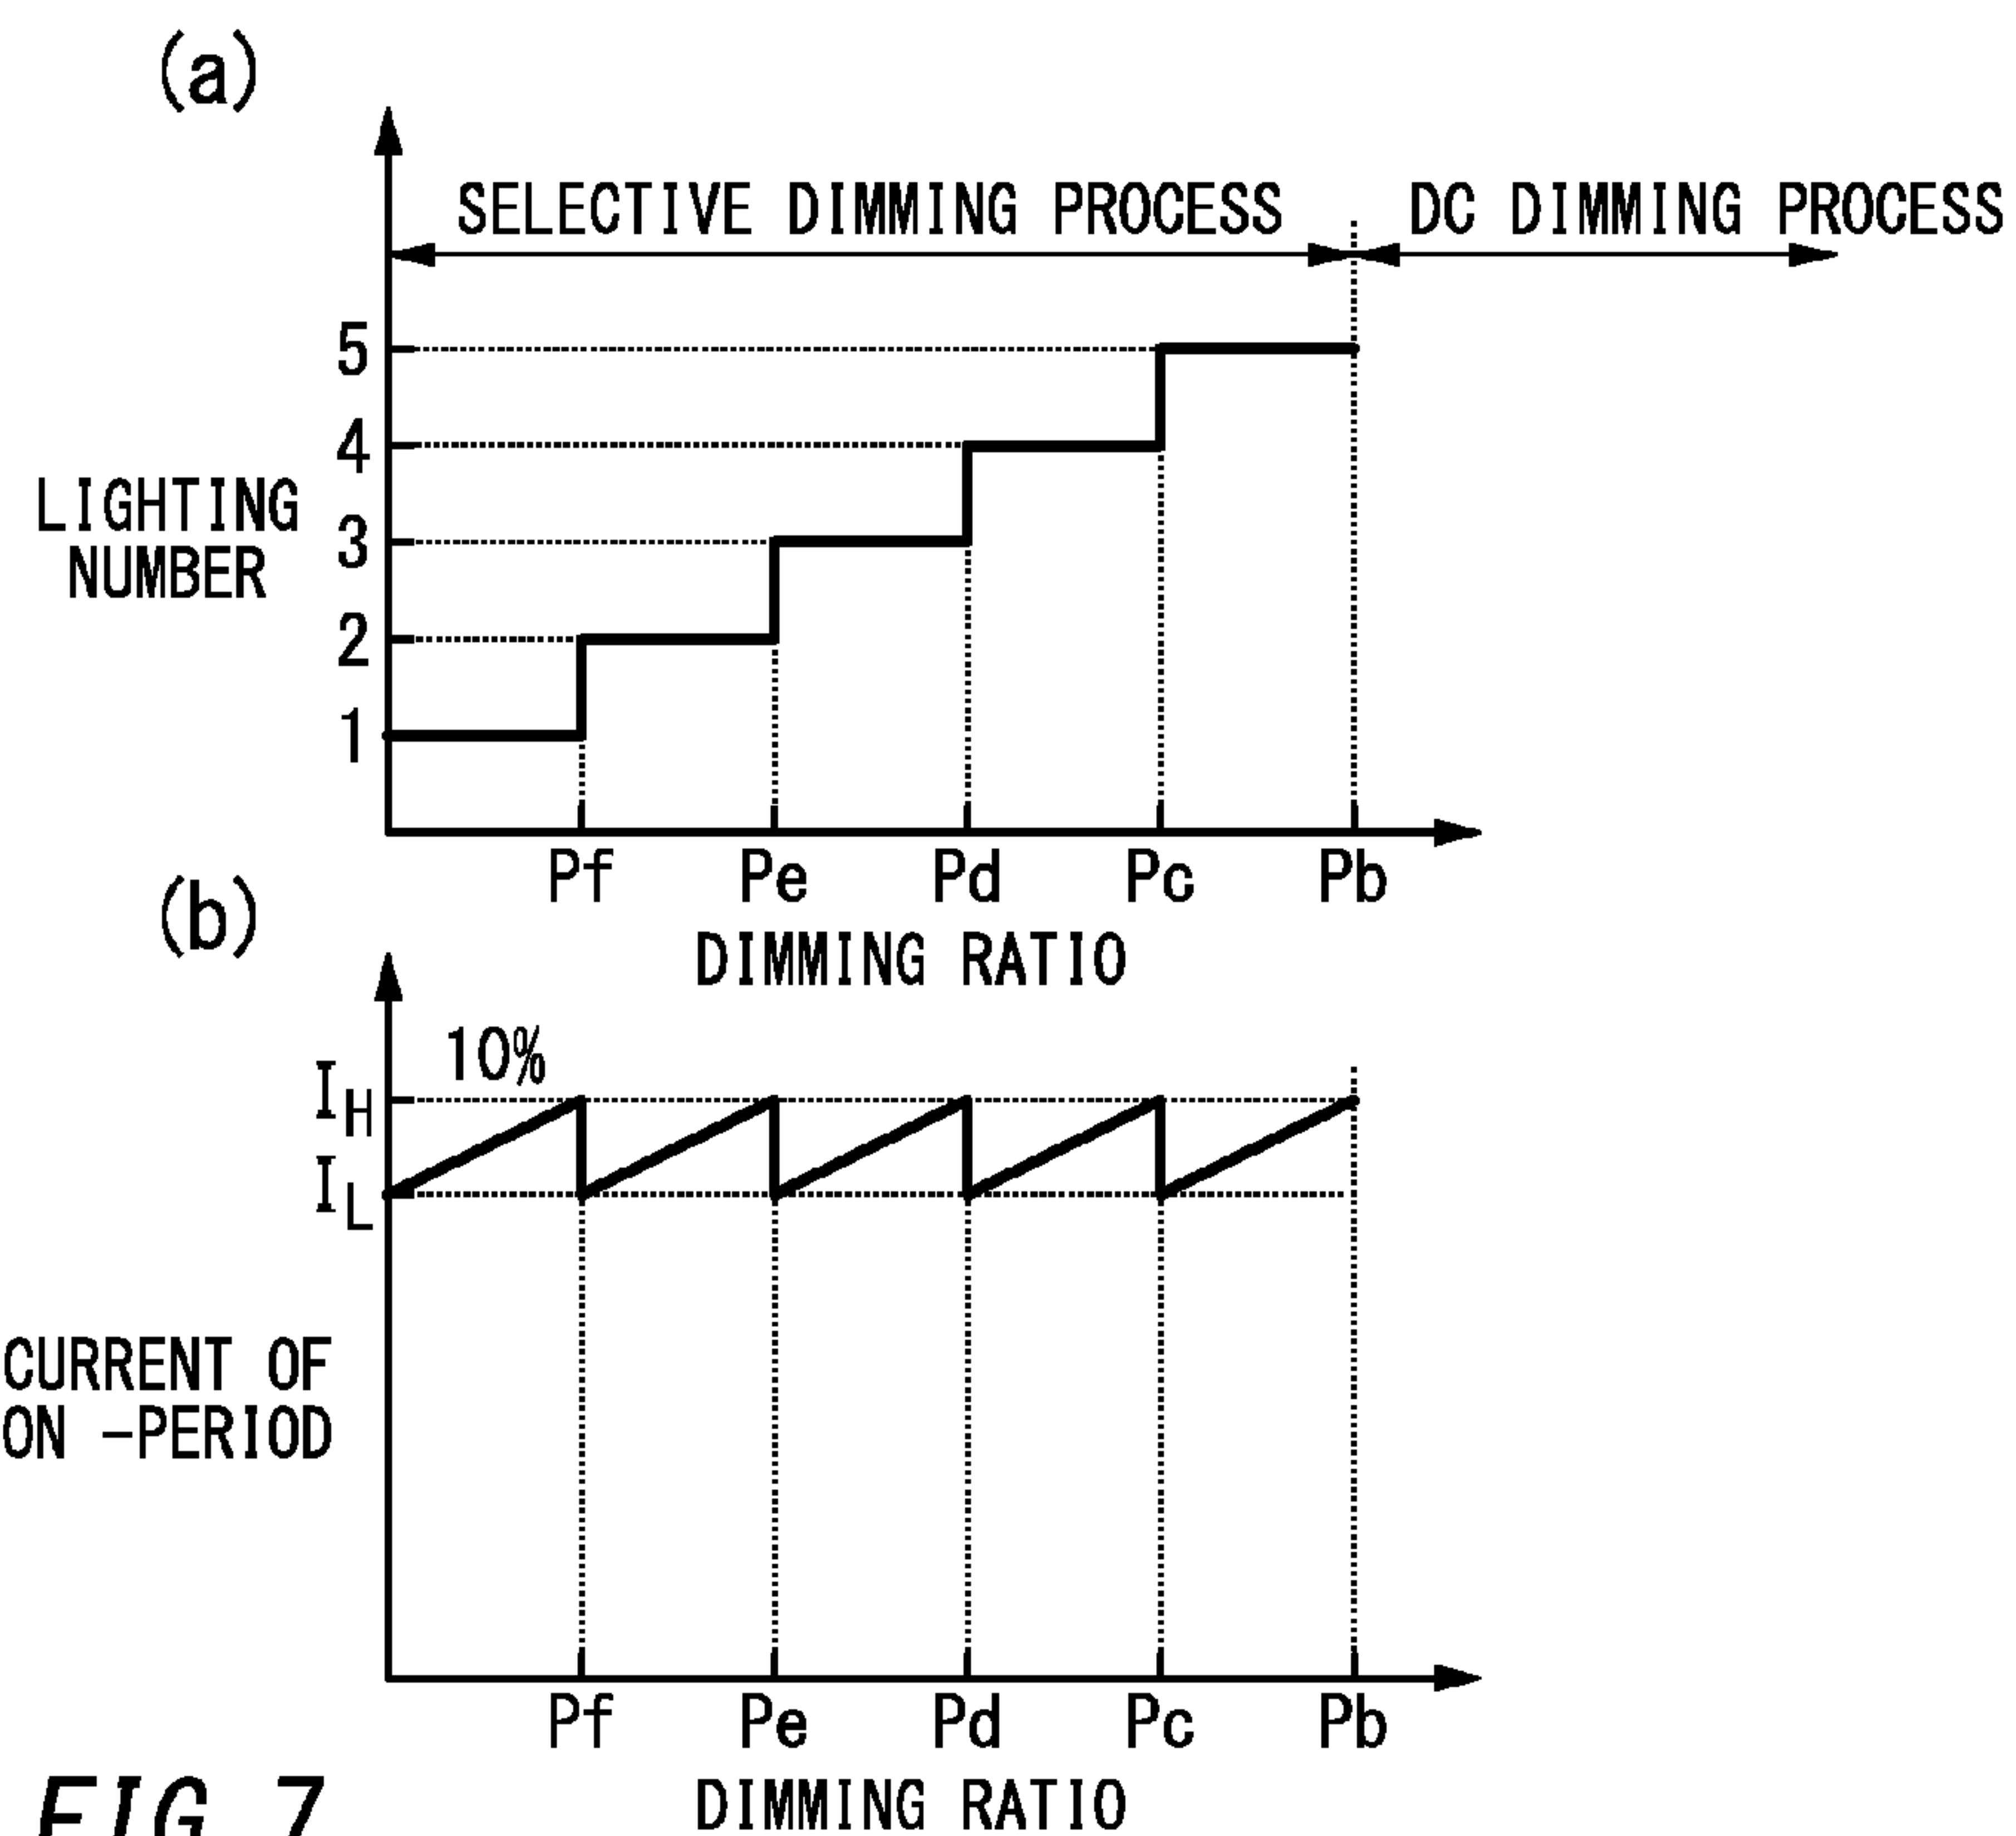 (a)
SELECTIVE DIMMING PROCESS DC DIMMING PROCESS
5
4
LIGHTING
NUMBER
3
2
1
Pf Pe Pd Pc Pb
DIMMING RATIO
(b)
10%
IH
IL
CURRENT OF
ON -PERIOD
Pf Pe Pd Pc Pb
DIMMING RATIO
FIG. 7